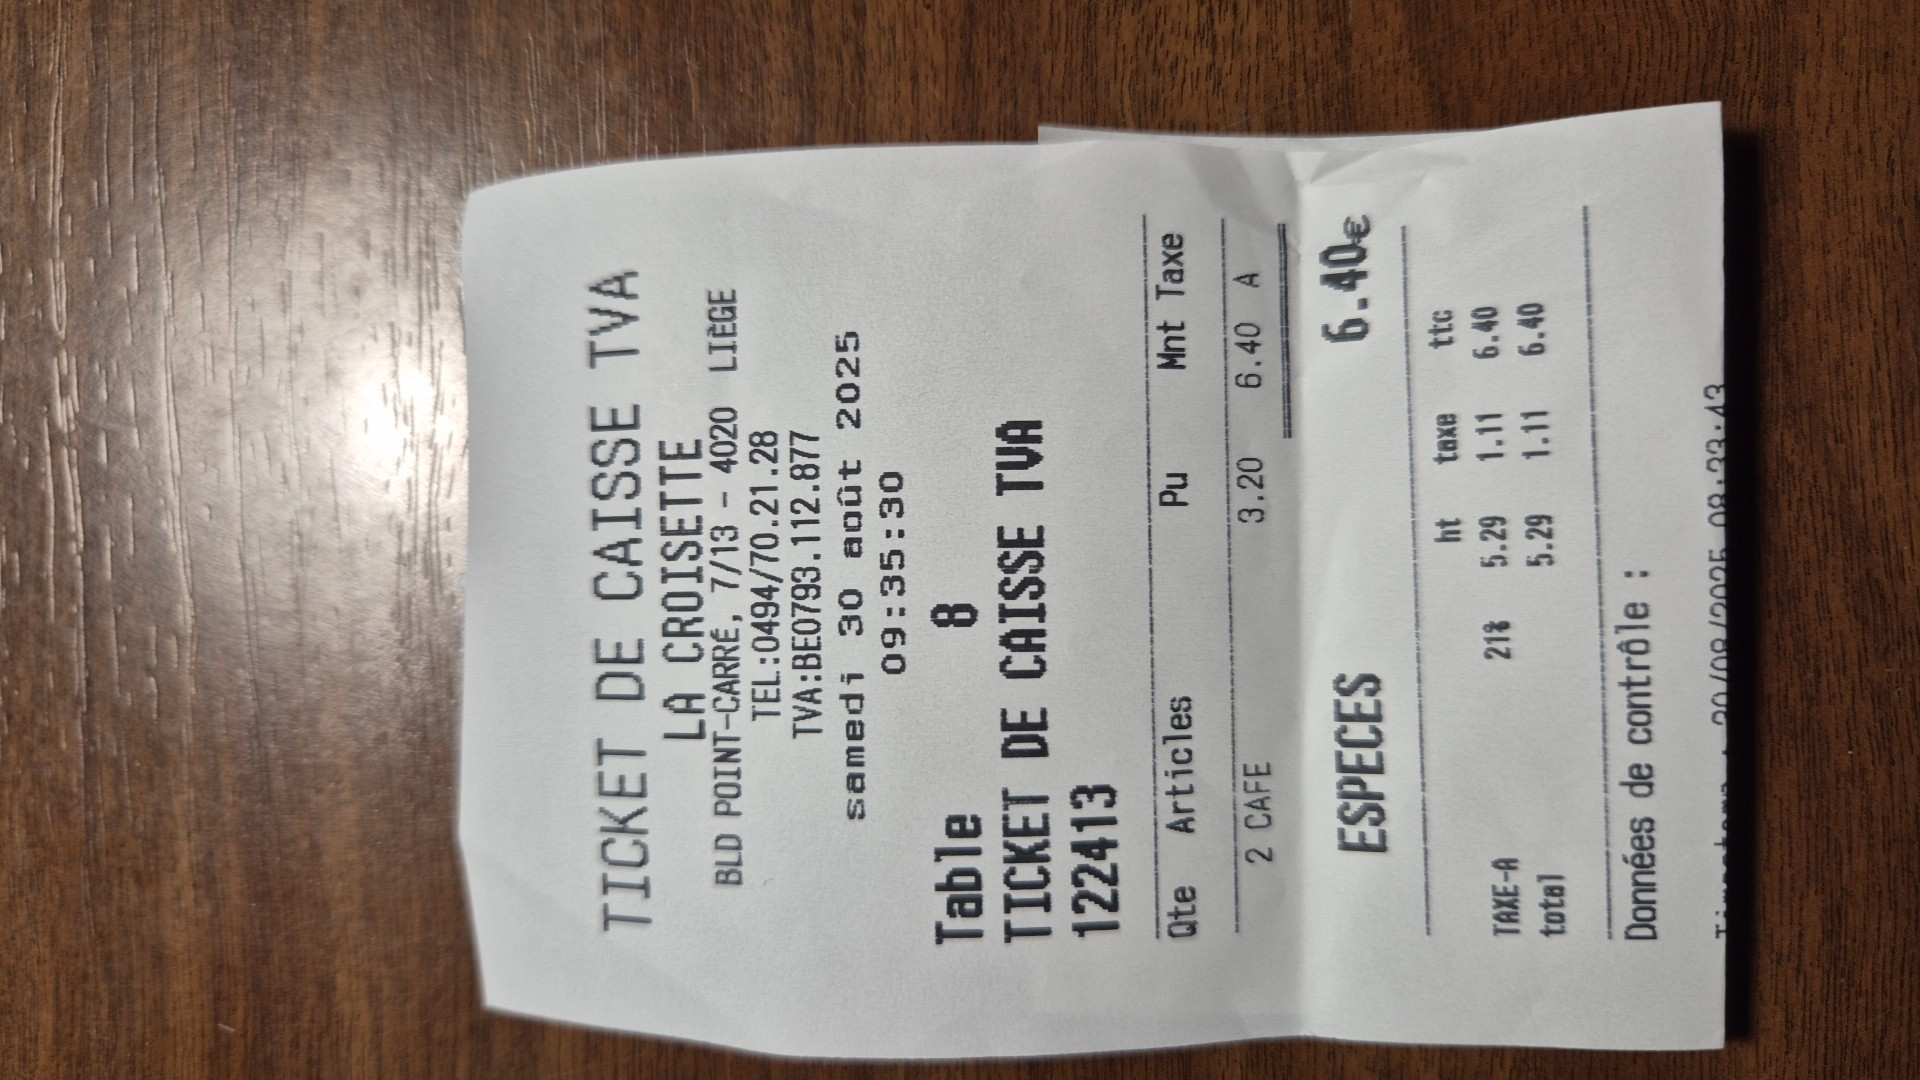 TICKET DE CAISSE TVA
LA CROISETTE
BLD POINT-CARRÉ, 7/13 - 4020 LIÈGE
TEL:0494/70.21.28
TVA:BE0793.112.877
samedi 30 août 2025
09:35:30
Table 8
TICKET DE CAISSE TVA
122413
Qte Articles Pu Mnt Taxe
2 CAFE 3.20 6.40 A
ESPECES 6.40€
ht taxe ttc
TAXE-A 21% 5.29 1.11 6.40
total 5.29 1.11 6.40
Données de contrôle :